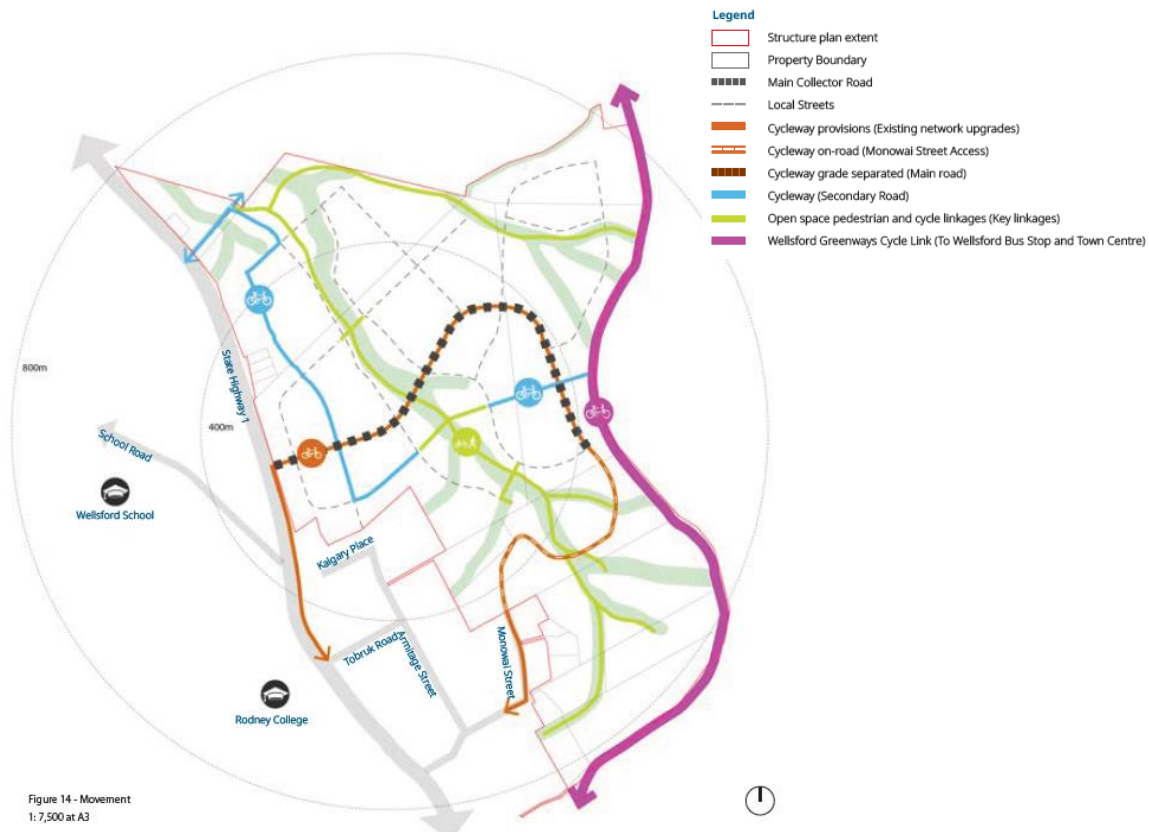 Legend
Structure plan extent
Property Boundary
Main Collector Road
Local Streets
Cycleway provisions (Existing network upgrades)
Cycleway on-road (Monowai Street Access)
Cycleway grade separated (Main road)
Cycleway (Secondary Road)
Open space pedestrian and cycle linkages (Key linkages)
Wellsford Greenways Cycle Link (To Wellsford Bus Stop and Town Centre)
800m
State Highway 1
400m
School Road
Wellsford School
Kalgary Place
Tobruk Road
Armitage Street
Monowai Street
Rodney College
Figure 14 - Movement
1: 7,500 at A3